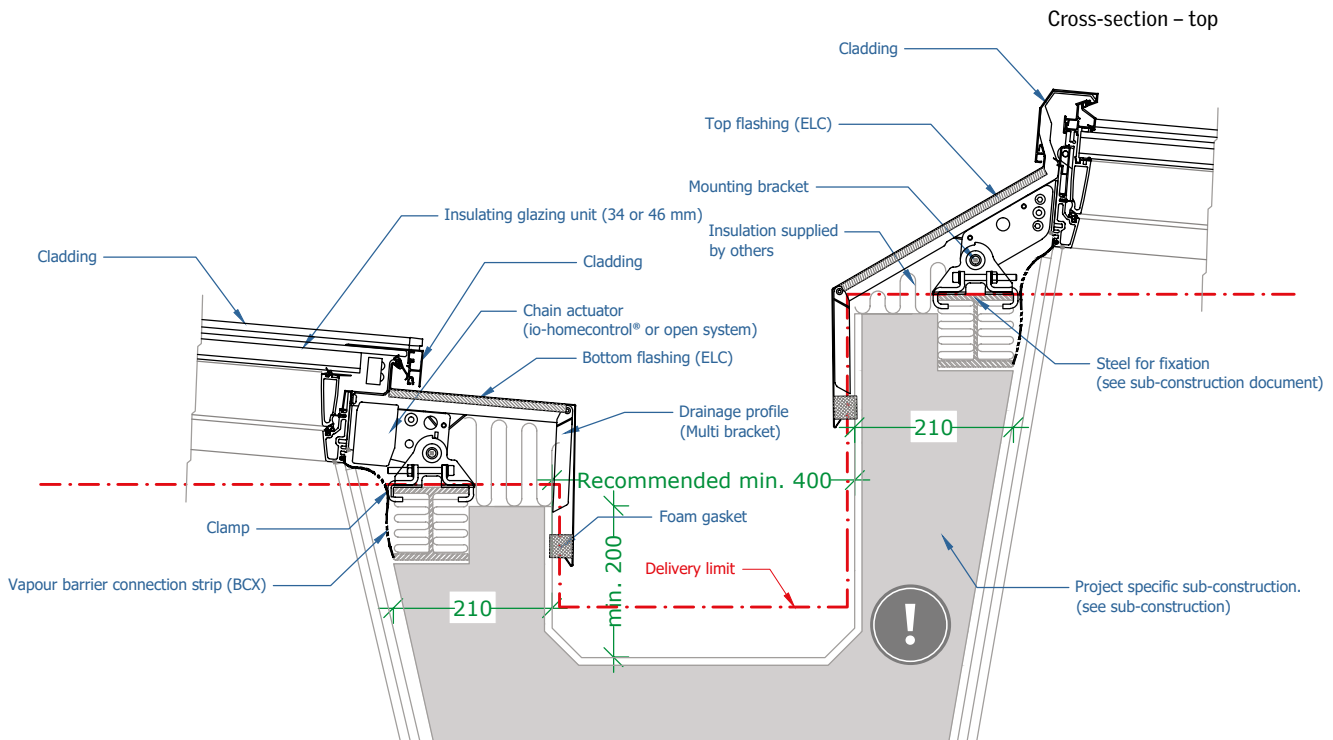 Cross-section – top
Cladding
Top flashing (ELC)
Mounting bracket
Insulating glazing unit (34 or 46 mm)
Insulation supplied
by others
Cladding
Cladding
Chain actuator
(io-homecontrol® or open system)
Bottom flashing (ELC)
Steel for fixation
(see sub-construction document)
Drainage profile
(Multi bracket)
210
Recommended min. 400
Clamp
Foam gasket
min. 200
Vapour barrier connection strip (BCX)
Delivery limit
Project specific sub-construction.
(see sub-construction)
210
!